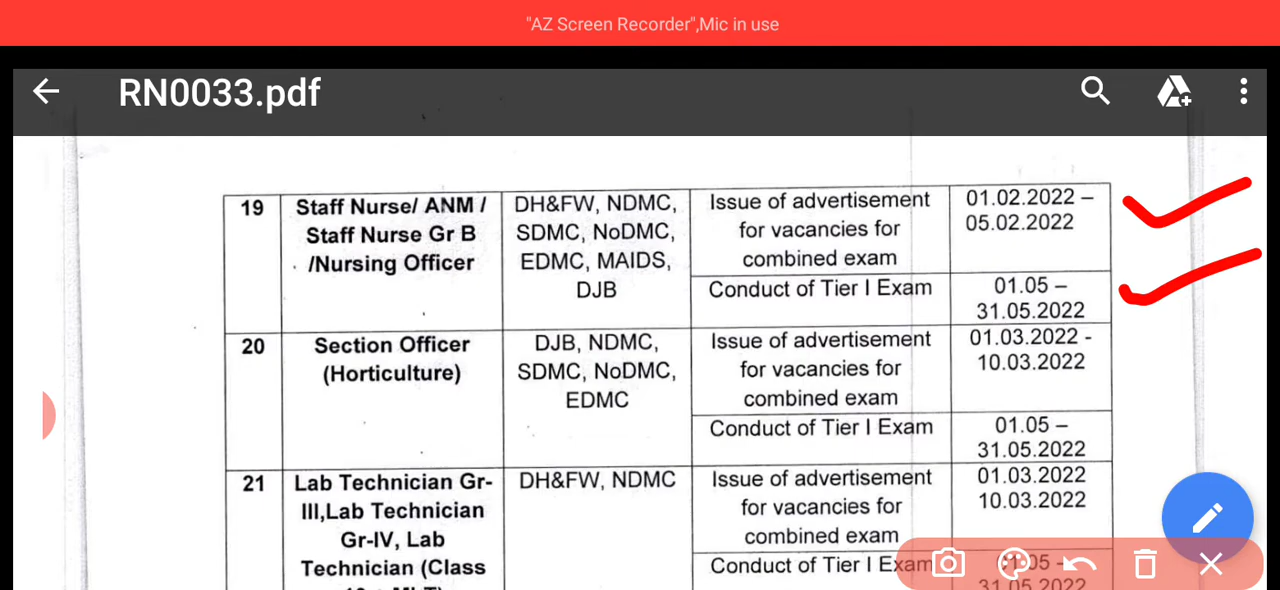 "AZ Screen Recorder",Mic in use
RN0033.pdf
19
Staff Nurse/ ANM /
Staff Nurse Gr B
/Nursing Officer
DH&FW, NDMC,
SDMC, NoDMC,
EDMC, MAIDS,
DJB
Issue of advertisement
for vacancies for
combined exam
01.02.2022 –
05.02.2022
Conduct of Tier I Exam
01.05 –
31.05.2022
20
Section Officer
(Horticulture)
DJB, NDMC,
SDMC, NoDMC,
EDMC
Issue of advertisement
for vacancies for
combined exam
01.03.2022 -
10.03.2022
Conduct of Tier I Exam
01.05 –
31.05.2022
21
Lab Technician Gr-
III,Lab Technician
Gr-IV, Lab
Technician (Class
DH&FW, NDMC
Issue of advertisement
for vacancies for
combined exam
01.03.2022
10.03.2022
Conduct of Tier I Exam
01.05 -
31.05.2022